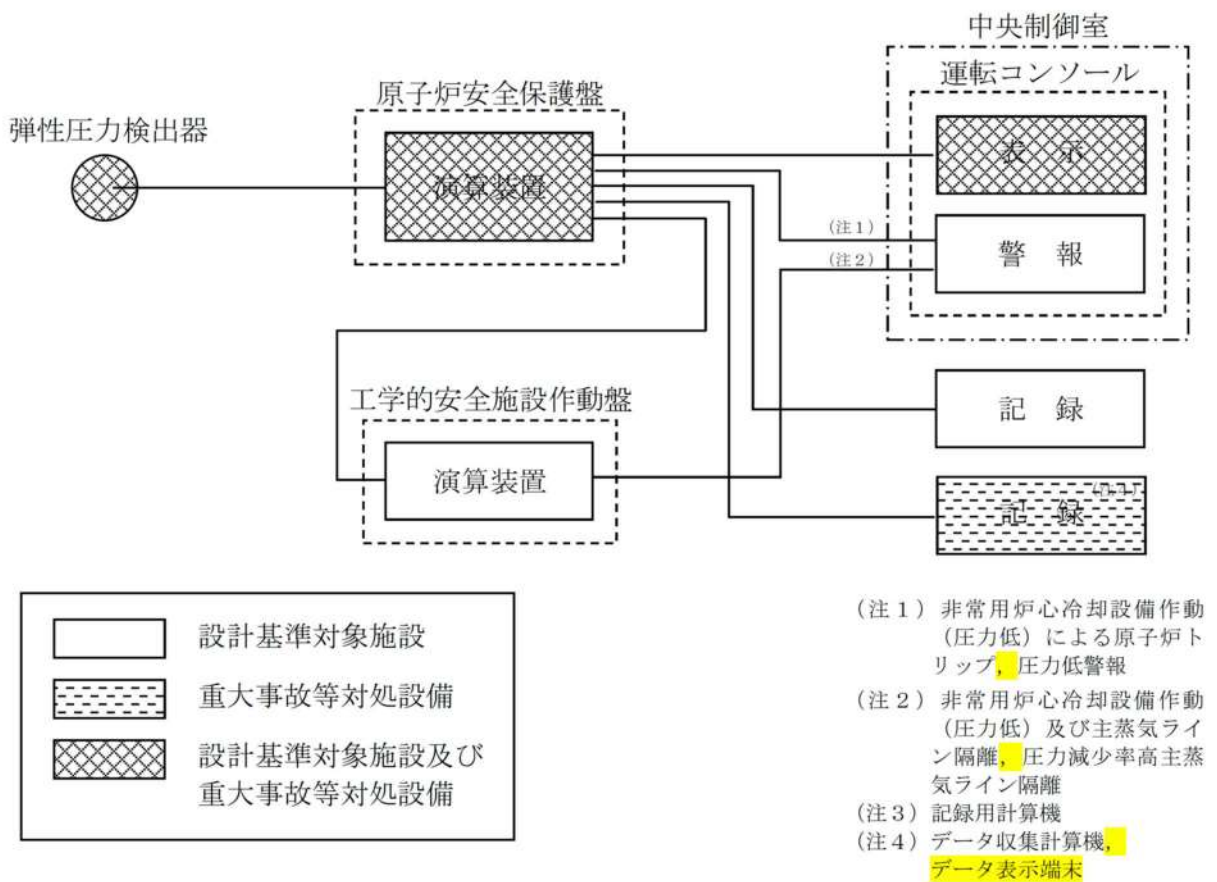 中央制御室
運転コンソール
原子炉安全保護盤
弾性圧力検出器
演算装置
表 示
(注1)
警 報
(注2)
工学的安全施設作動盤
演算装置
記 録
(注4)
記 録
設計基準対象施設
重大事故等対処設備
設計基準対象施設及び
重大事故等対処設備
(注1)非常用炉心冷却設備作動
(圧力低)による原子炉ト
リップ，圧力低警報
(注2)非常用炉心冷却設備作動
(圧力低)及び主蒸気ライ
ン隔離，圧力減少率高主蒸
気ライン隔離
(注3)記録用計算機
(注4)データ収集計算機，
データ表示端末